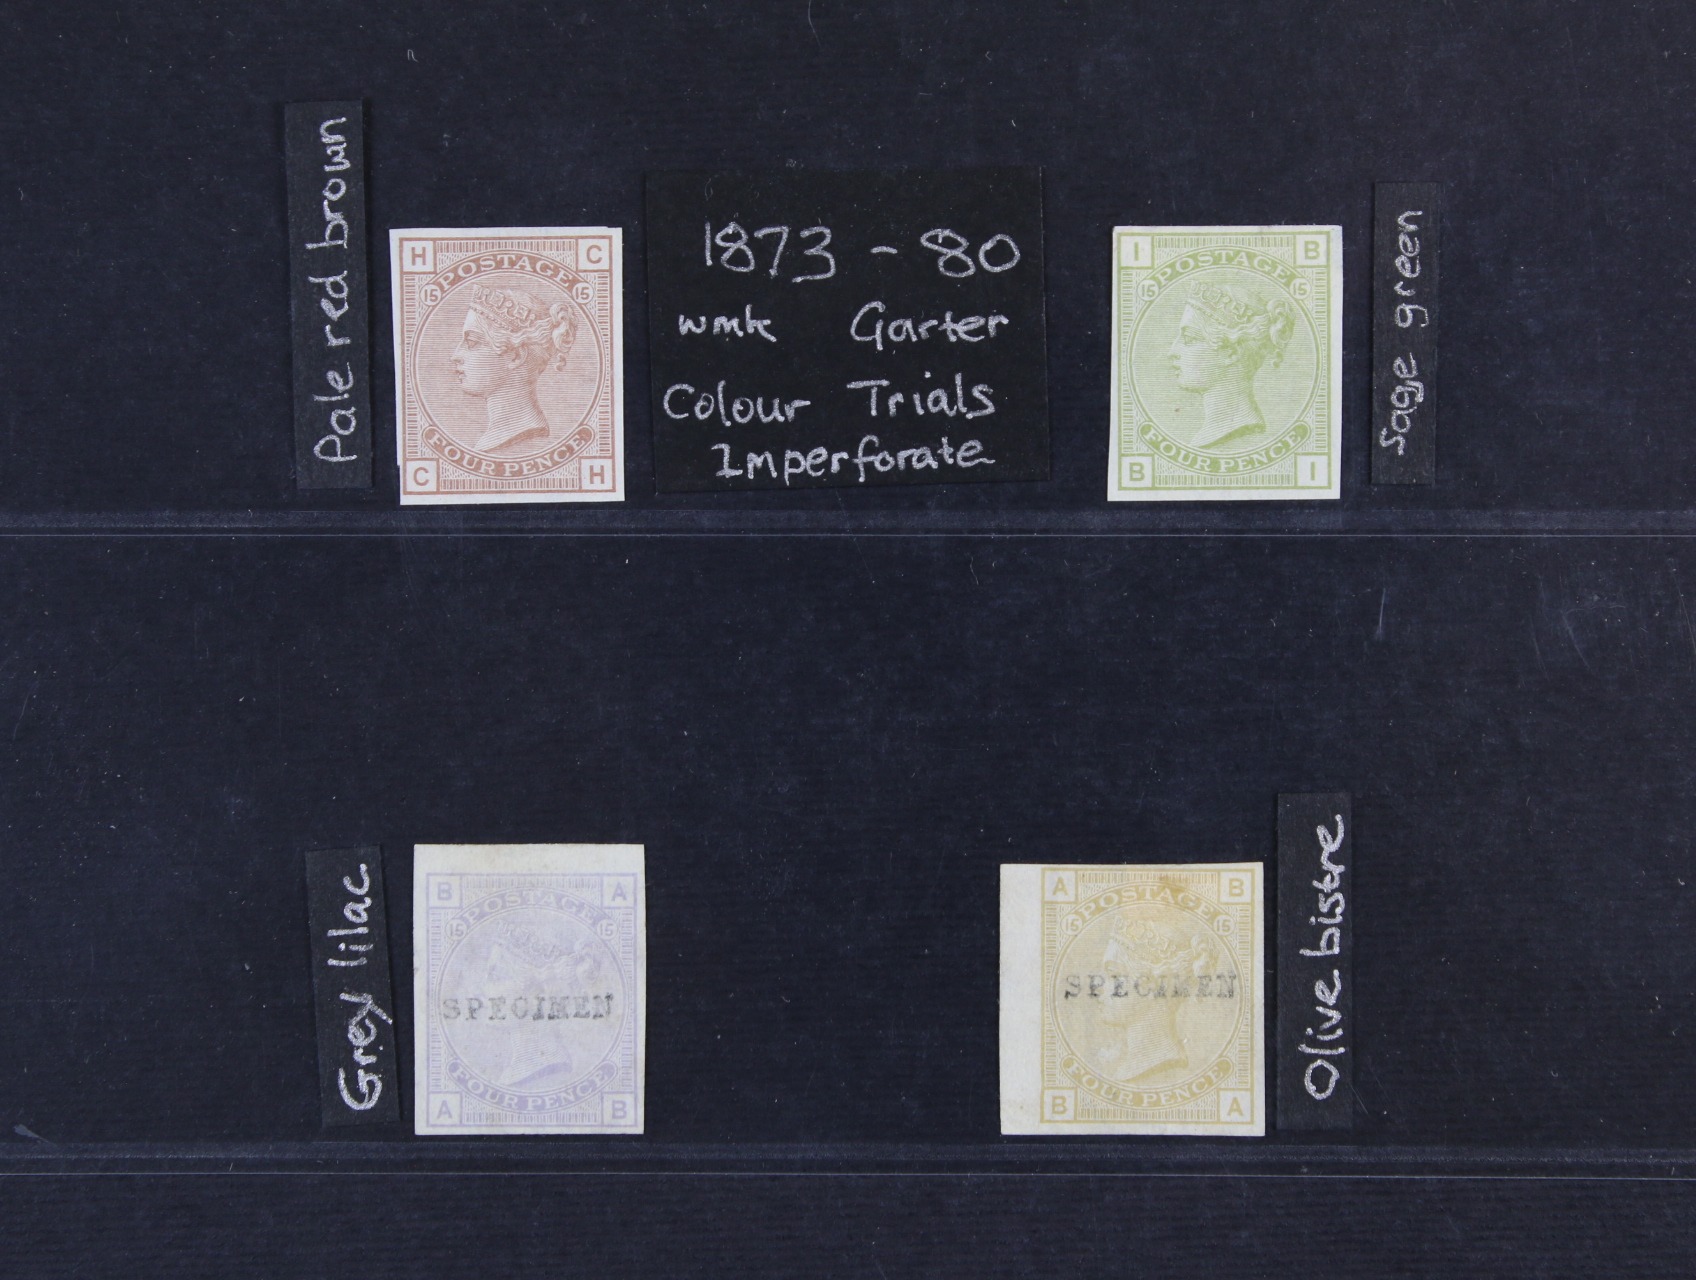 Pale red brown
H C
POSTAGE
15 15
FOUR PENCE
C H
1873 - 80
wmk Garter
Colour Trials
Imperforate
I B
POSTAGE
15 15
FOUR PENCE
B I
Sage green
Grey lilac
B A
POSTAGE
15 15
SPECIMEN
FOUR PENCE
A B
A B
POSTAGE
15 15
SPECIMEN
FOUR PENCE
B A
Olive bistre